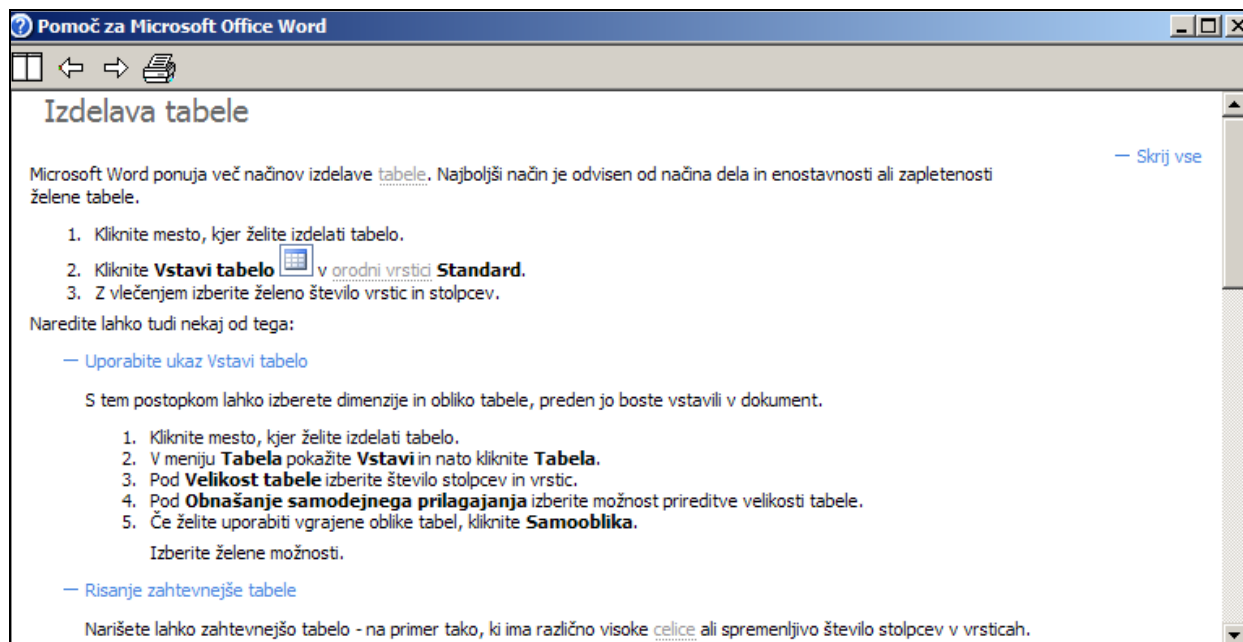 Pomoč za Microsoft Office Word
Izdelava tabele
— Skrij vse
Microsoft Word ponuja več načinov izdelave tabele. Najboljši način je odvisen od načina dela in enostavnosti ali zapletenosti
želene tabele.
1. Kliknite mesto, kjer želite izdelati tabelo.
2. Kliknite Vstavi tabelo v orodni vrstici Standard.
3. Z vlečenjem izberite želeno število vrstic in stolpcev.
Naredite lahko tudi nekaj od tega:
— Uporabite ukaz Vstavi tabelo
S tem postopkom lahko izberete dimenzije in obliko tabele, preden jo boste vstavili v dokument.
1. Kliknite mesto, kjer želite izdelati tabelo.
2. V meniju Tabela pokažite Vstavi in nato kliknite Tabela.
3. Pod Velikost tabele izberite število stolpcev in vrstic.
4. Pod Obnašanje samodejnega prilagajanja izberite možnost prireditve velikosti tabele.
5. Če želite uporabiti vgrajene oblike tabel, kliknite Samooblika.
Izberite želene možnosti.
— Risanje zahtevnejše tabele
Narišete lahko zahtevnejšo tabelo - na primer tako, ki ima različno visoke celice ali spremenljivo število stolpcev v vrsticah.